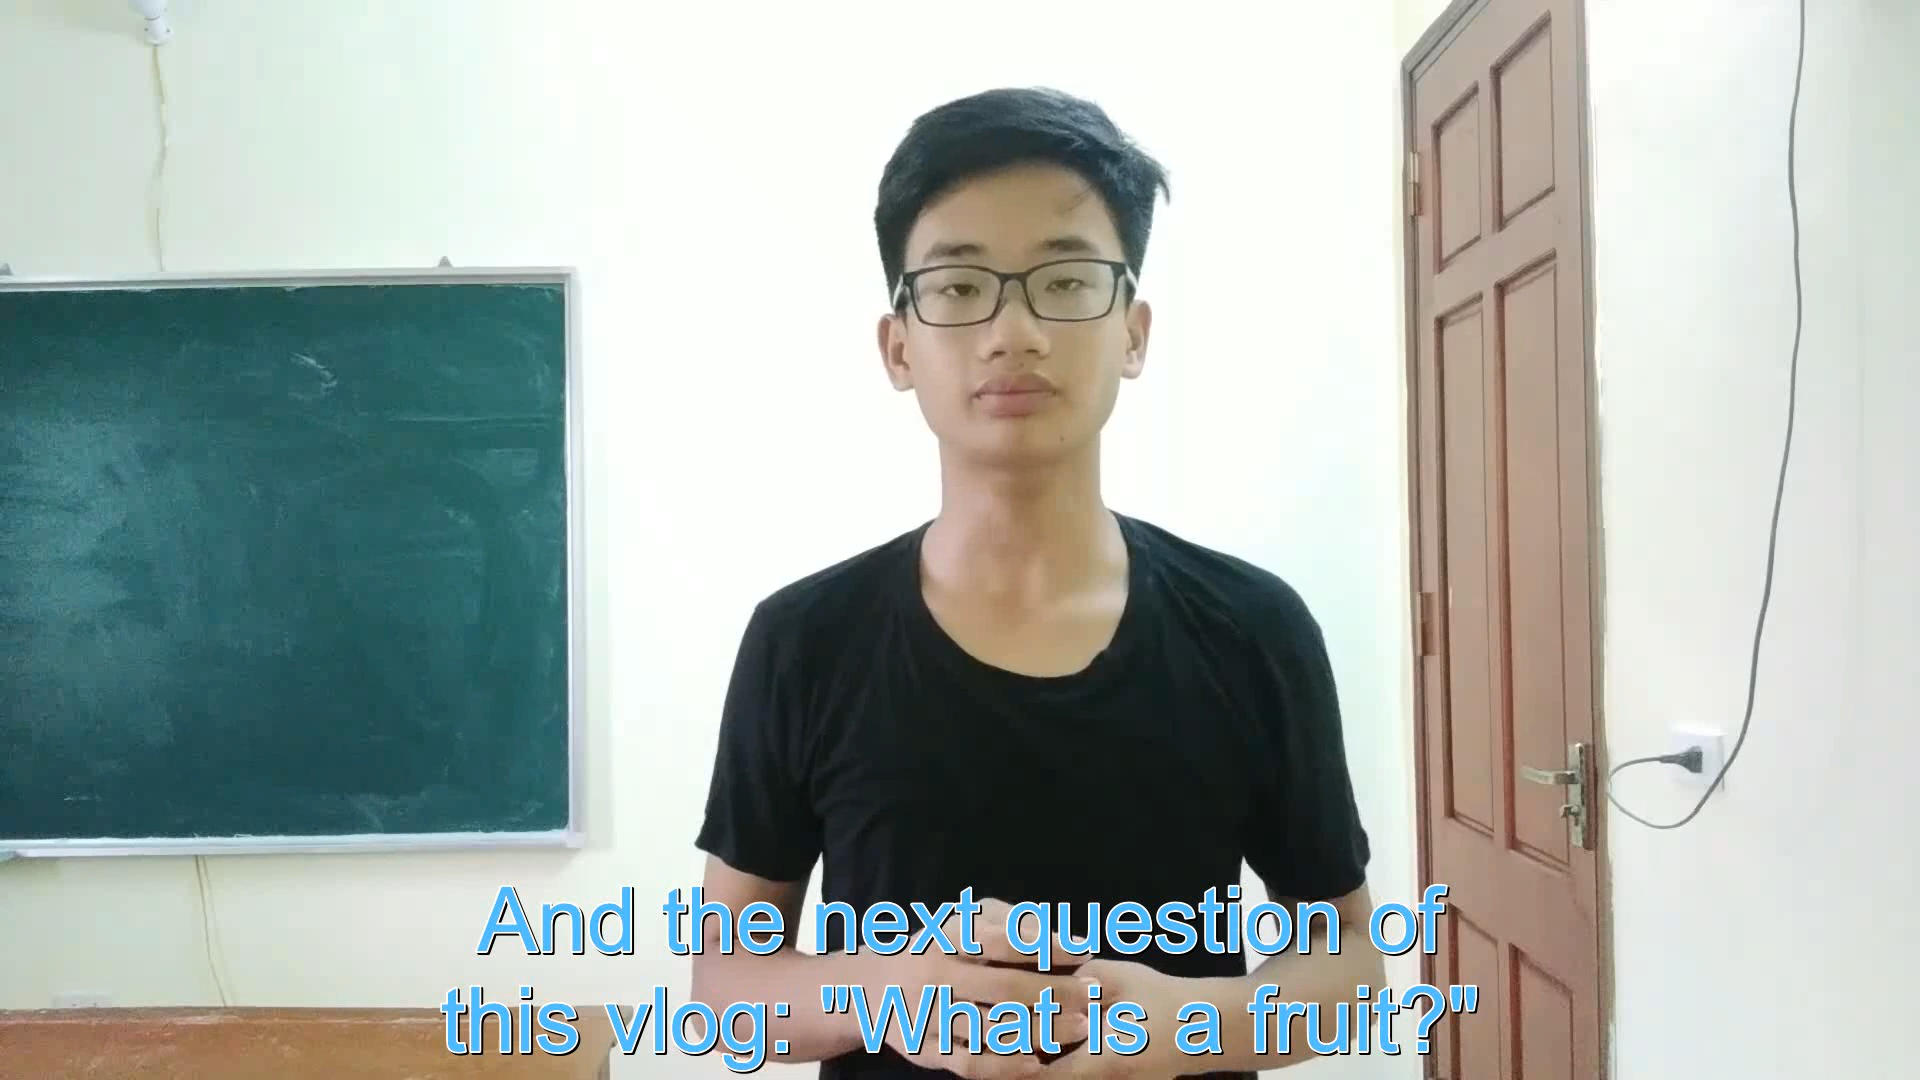 And the next question of
this vlog: "What is a fruit?"